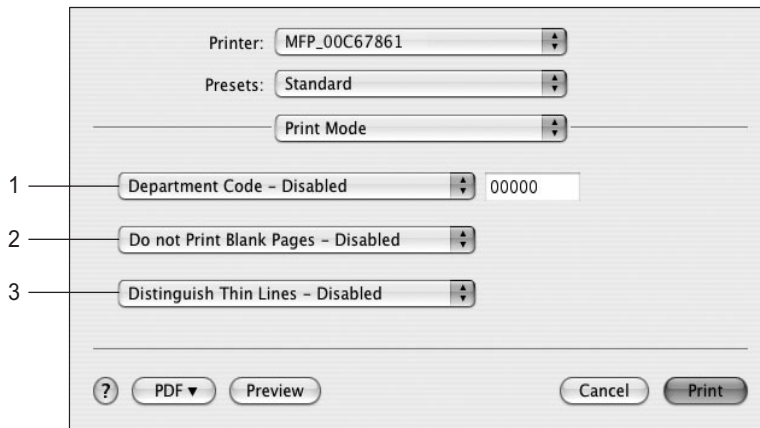 Printer: MFP_00C67861
Presets: Standard
Print Mode
1 Department Code - Disabled 00000
2 Do not Print Blank Pages - Disabled
3 Distinguish Thin Lines - Disabled
? PDF▼ Preview Cancel Print